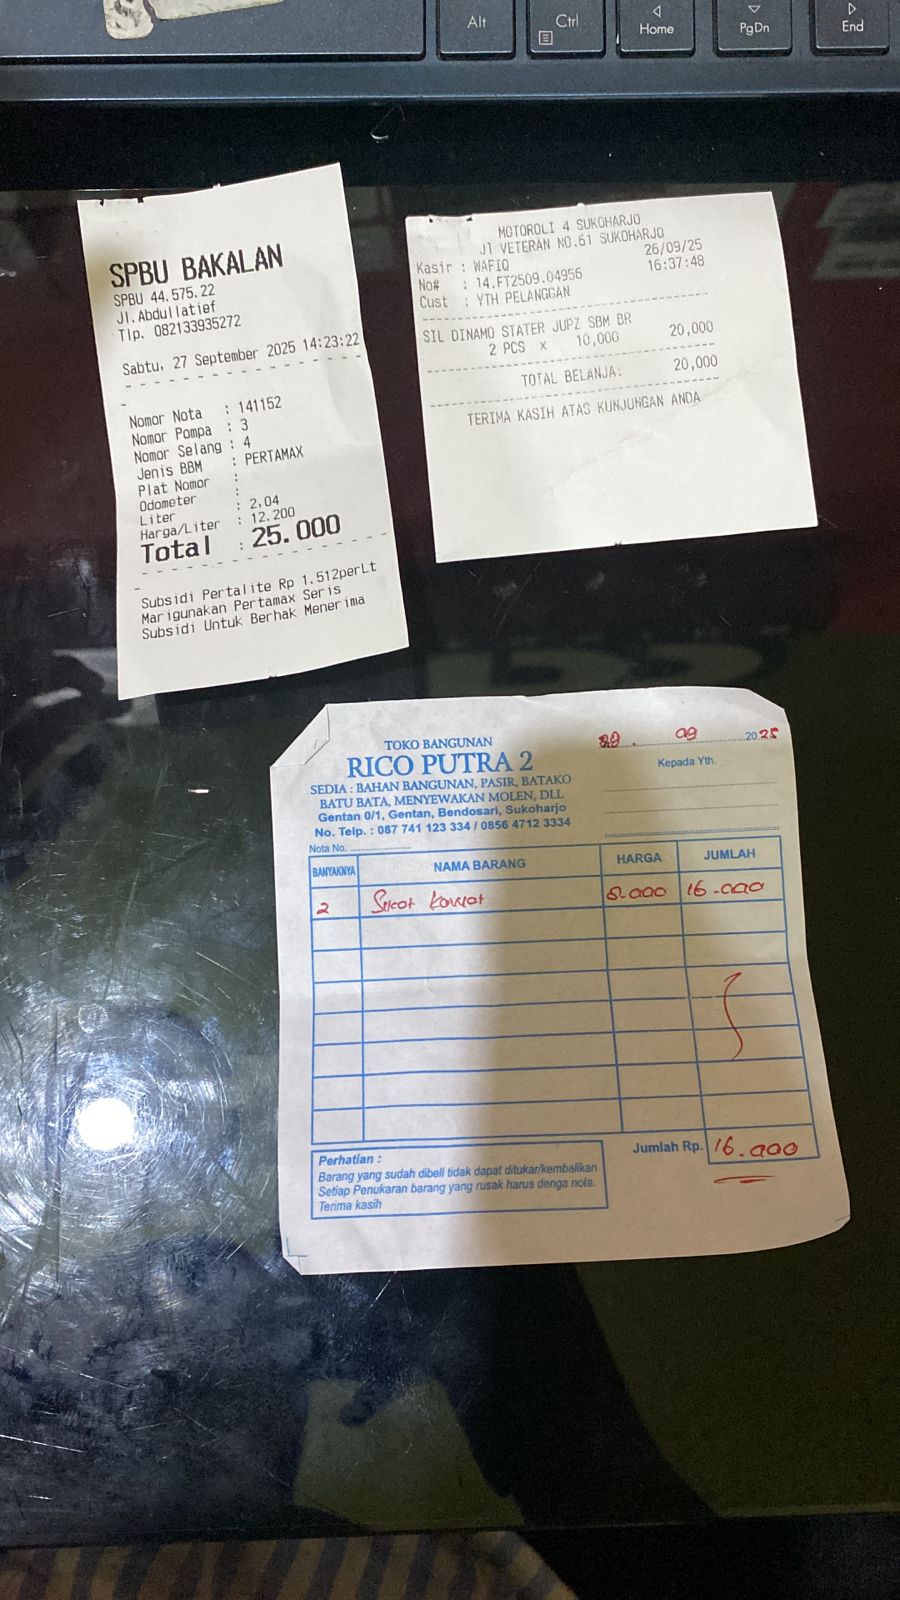 Alt
Ctrl
Home
PgDn
End
SPBU BAKALAN
SPBU 44.575.22
Jl.Abdullatief
Tlp. 082133935272
Sabtu, 27 September 2025 14:23:22
Nomor Nota : 141152
Nomor Pompa : 3
Nomor Selang : 4
Jenis BBM : PERTAMAX
Plat Nomor :
Odometer :
Liter : 2,04
Harga/Liter : 12.200
Total : 25.000
Subsidi Pertalite Rp 1.512perLt
Marigunakan Pertamax Seris
Subsidi Untuk Berhak Menerima
MOTOROLI 4 SUKOHARJO
Jl VETERAN NO.61 SUKOHARJO
Kasir : WAFIQ 26/09/25
No# : 14.FT2509.04956 16:37:48
Cust : YTH PELANGGAN
SIL DINAMO STATER JUPZ SBM BR
2 PCS x 10,000 20,000
TOTAL BELANJA: 20,000
TERIMA KASIH ATAS KUNJUNGAN ANDA
TOKO BANGUNAN
RICO PUTRA 2
SEDIA : BAHAN BANGUNAN, PASIR, BATAKO
BATU BATA, MENYEWAKAN MOLEN, DLL
Gentan 0/1, Gentan, Bendosari, Sukoharjo
No. Telp. : 087 741 123 334 / 0856 4712 3334
09 2025
Kepada Yth.
Nota No.
BANYAKNYA NAMA BARANG HARGA JUMLAH
2 kawat 8.000 16.000
Jumlah Rp. 16.000
Perhatian :
Barang yang sudah dibeli tidak dapat ditukar/kembalikan
Setiap Penukaran barang yang rusak harus denga nota.
Terima kasih